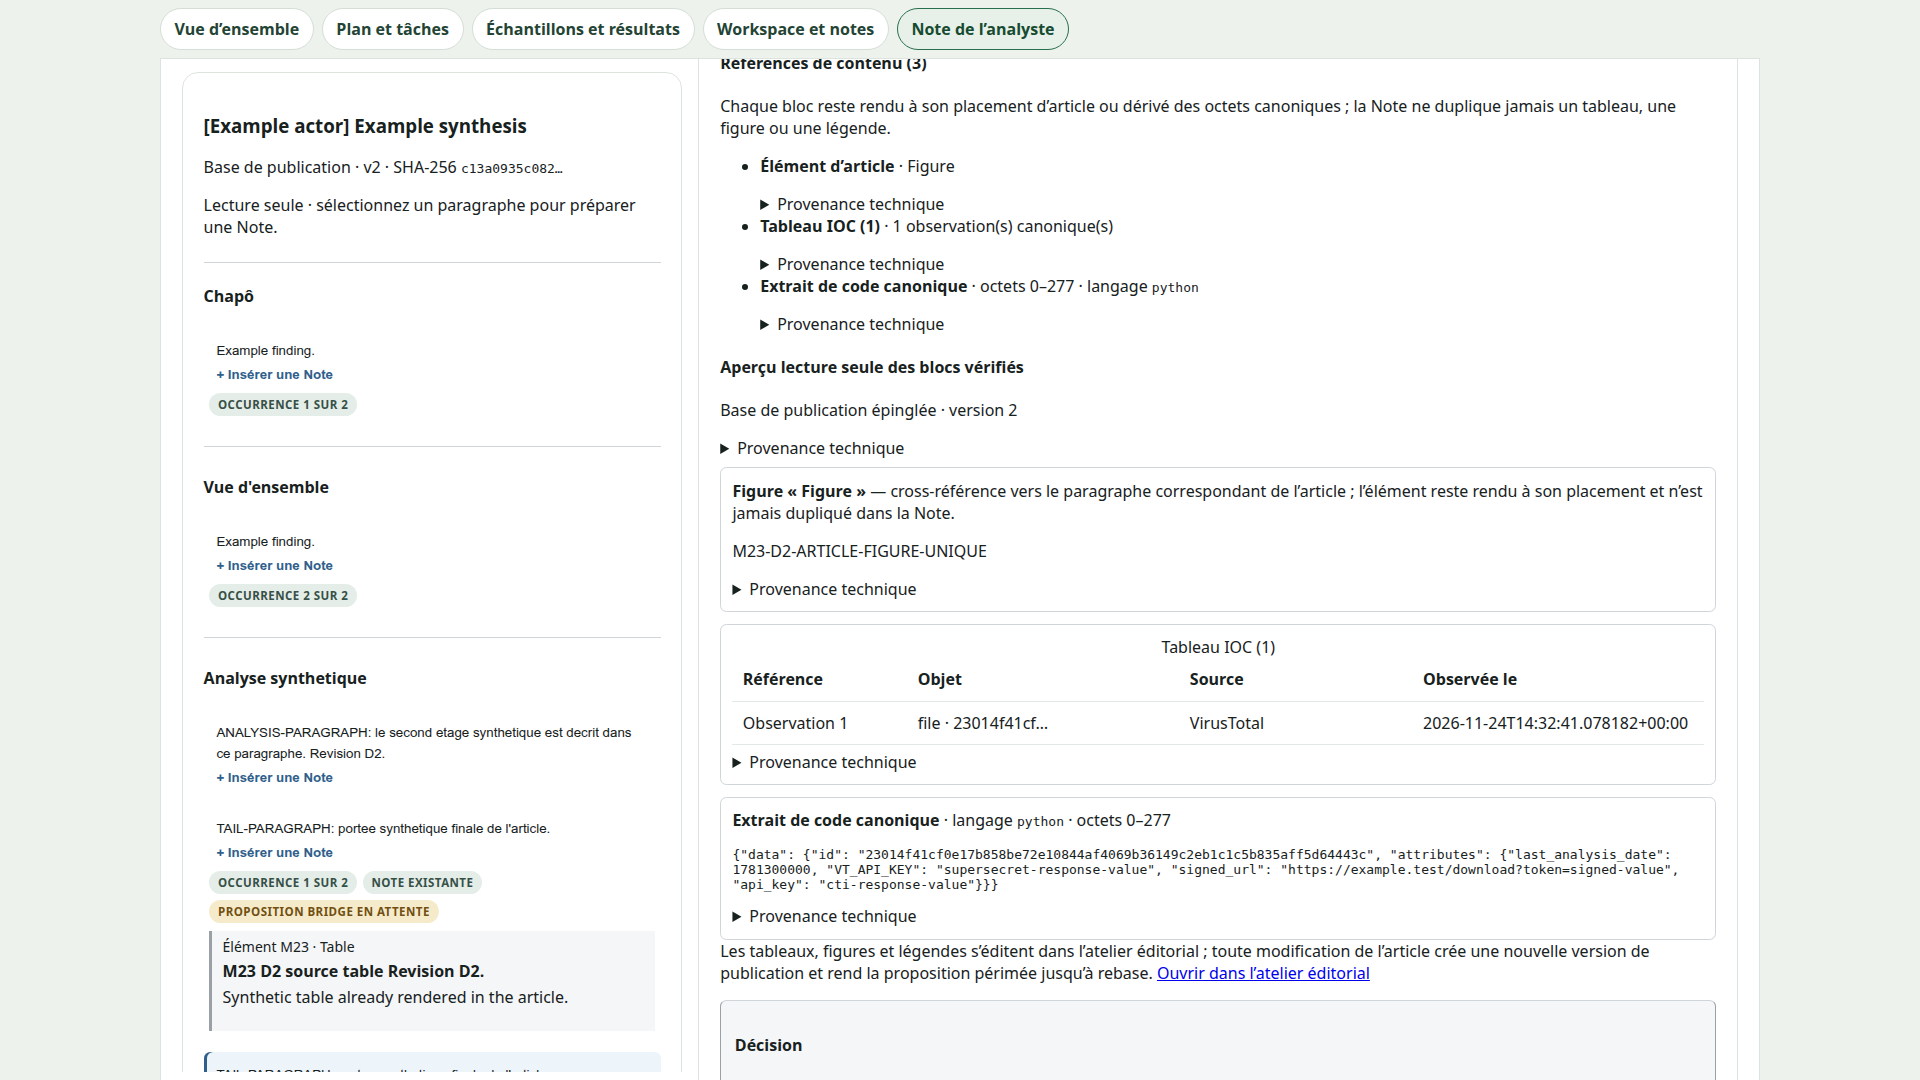 Vue d’ensemble
Plan et tâches
Échantillons et résultats
Workspace et notes
Note de l’analyste
[Example actor] Example synthesis
Base de publication · v2 · SHA-256 c13a0935c082…
Lecture seule · sélectionnez un paragraphe pour préparer
une Note.
Chapô
Example finding.
+ Insérer une Note
OCCURRENCE 1 SUR 2
Vue d'ensemble
Example finding.
+ Insérer une Note
OCCURRENCE 2 SUR 2
Analyse synthetique
ANALYSIS-PARAGRAPH: le second etage synthetique est decrit dans
ce paragraphe. Revision D2.
+ Insérer une Note
TAIL-PARAGRAPH: portee synthetique finale de l'article.
+ Insérer une Note
OCCURRENCE 1 SUR 2
NOTE EXISTANTE
PROPOSITION BRIDGE EN ATTENTE
Élément M23 · Table
M23 D2 source table Revision D2.
Synthetic table already rendered in the article.
Références de contenu (3)
Chaque bloc reste rendu à son placement d’article ou dérivé des octets canoniques ; la Note ne duplique jamais un tableau, une
figure ou une légende.
Élément d’article · Figure
Provenance technique
Tableau IOC (1) · 1 observation(s) canonique(s)
Provenance technique
Extrait de code canonique · octets 0–277 · langage python
Provenance technique
Aperçu lecture seule des blocs vérifiés
Base de publication épinglée · version 2
Provenance technique
Figure « Figure » — cross-référence vers le paragraphe correspondant de l’article ; l’élément reste rendu à son placement et n’est
jamais dupliqué dans la Note.
M23-D2-ARTICLE-FIGURE-UNIQUE
Provenance technique
Tableau IOC (1)
Référence Objet Source Observée le
Observation 1 file · 23014f41cf… VirusTotal 2026-11-24T14:32:41.078182+00:00
Provenance technique
Extrait de code canonique · langage python · octets 0–277
{"data": {"id": "23014f41cf0e17b858be72e10844af4069b36149c2eb1c1c5b835aff5d64443c", "attributes": {"last_analysis_date":
1781300000, "VT_API_KEY": "supersecret-response-value", "signed_url": "https://example.test/download?token=signed-value",
"api_key": "cti-response-value"}}}
Provenance technique
Les tableaux, figures et légendes s’éditent dans l’atelier éditorial ; toute modification de l’article crée une nouvelle version de
publication et rend la proposition périmée jusqu’à rebase. Ouvrir dans l’atelier éditorial
Décision